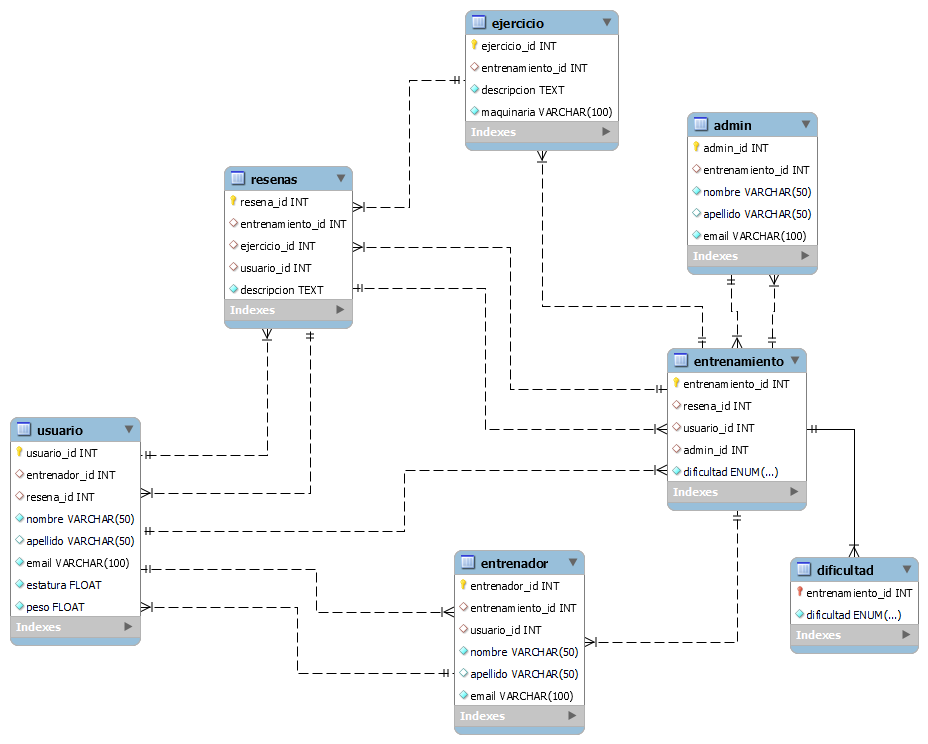 ejercicio
ejercicio_id INT
entrenamiento_id INT
descripcion TEXT
maquinaria VARCHAR(100)
Indexes
admin
admin_id INT
entrenamiento_id INT
nombre VARCHAR(50)
apellido VARCHAR(50)
email VARCHAR(100)
Indexes
resenas
resena_id INT
entrenamiento_id INT
ejercicio_id INT
usuario_id INT
descripcion TEXT
Indexes
entrenamiento
entrenamiento_id INT
resena_id INT
usuario_id INT
admin_id INT
dificultad ENUM(...)
Indexes
usuario
usuario_id INT
entrenador_id INT
resena_id INT
nombre VARCHAR(50)
apellido VARCHAR(50)
email VARCHAR(100)
estatura FLOAT
peso FLOAT
Indexes
entrenador
entrenador_id INT
entrenamiento_id INT
usuario_id INT
nombre VARCHAR(50)
apellido VARCHAR(50)
email VARCHAR(100)
Indexes
dificultad
entrenamiento_id INT
dificultad ENUM(...)
Indexes